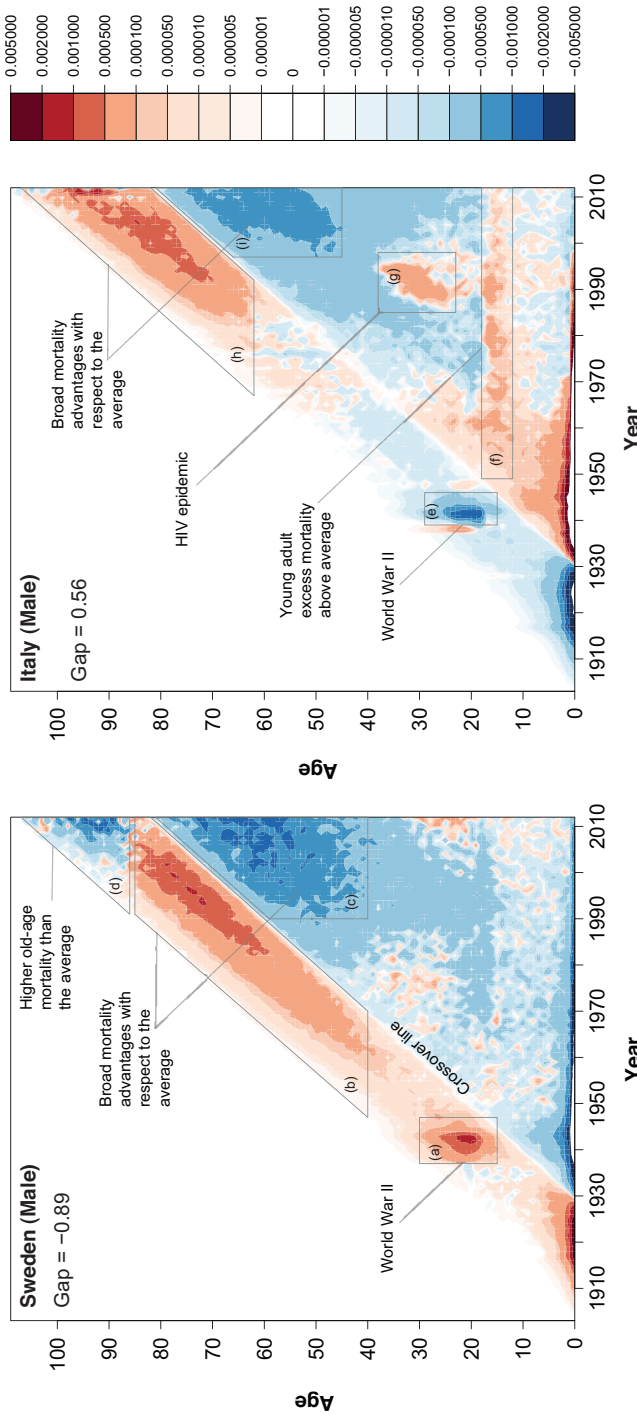 Sweden (Male)
Gap = −0.89
Age
100
90
80
70
60
50
40
30
20
10
0
1910
1930
1950
1970
1990
2010
Year
Higher old-age
mortality than
the average
Broad mortality
advantages with
respect to the
average
World War II
Crossover line
(a)
(b)
(c)
(d)
Italy (Male)
Gap = 0.56
Age
100
90
80
70
60
50
40
30
20
10
0
1910
1930
1950
1970
1990
2010
Year
Broad mortality
advantages with
respect to the
average
HIV epidemic
Young adult
excess mortality
above average
World War II
(e)
(f)
(g)
(h)
(i)
0.005000
0.002000
0.001000
0.000500
0.000100
0.000050
0.000010
0.000005
0.000001
0
−0.000001
−0.000005
−0.000010
−0.000050
−0.000100
−0.000500
−0.001000
−0.002000
−0.005000